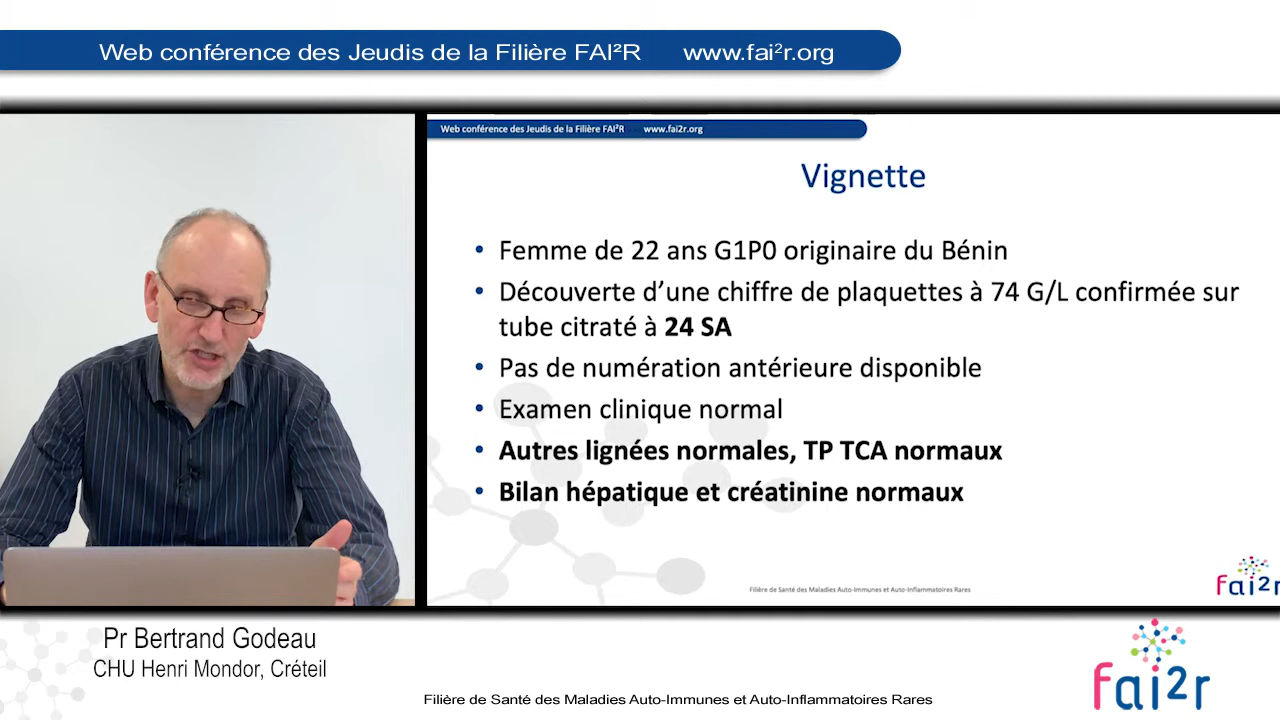 Web conférence des Jeudis de la Filière FAI²R www.fai²r.org
Web conférence des Jeudis de la Filière FAI²R www.fai2r.org
Vignette
• Femme de 22 ans G1P0 originaire du Bénin
• Découverte d’une chiffre de plaquettes à 74 G/L confirmée sur
tube citraté à 24 SA
• Pas de numération antérieure disponible
• Examen clinique normal
• Autres lignées normales, TP TCA normaux
• Bilan hépatique et créatinine normaux
Filière de Santé des Maladies Auto-Immunes et Auto-Inflammatoires Rares
fai2r
Pr Bertrand Godeau
CHU Henri Mondor, Créteil
Filière de Santé des Maladies Auto-Immunes et Auto-Inflammatoires Rares
fai2r